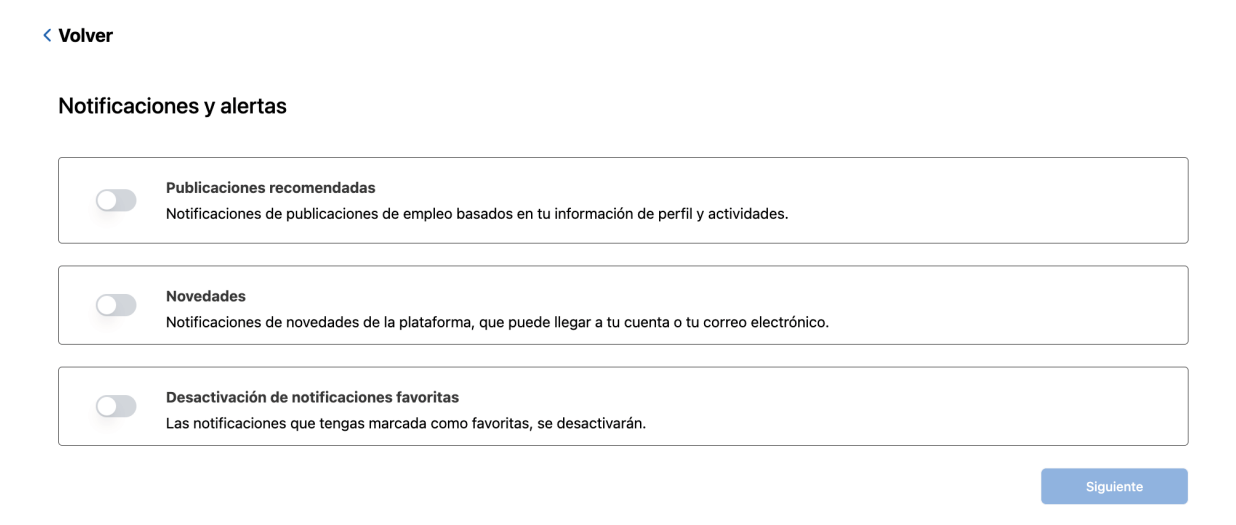 Volver
Notificaciones y alertas
Publicaciones recomendadas
Notificaciones de publicaciones de empleo basados en tu información de perfil y actividades.
Novedades
Notificaciones de novedades de la plataforma, que puede llegar a tu cuenta o tu correo electrónico.
Desactivación de notificaciones favoritas
Las notificaciones que tengas marcada como favoritas, se desactivarán.
Siguiente